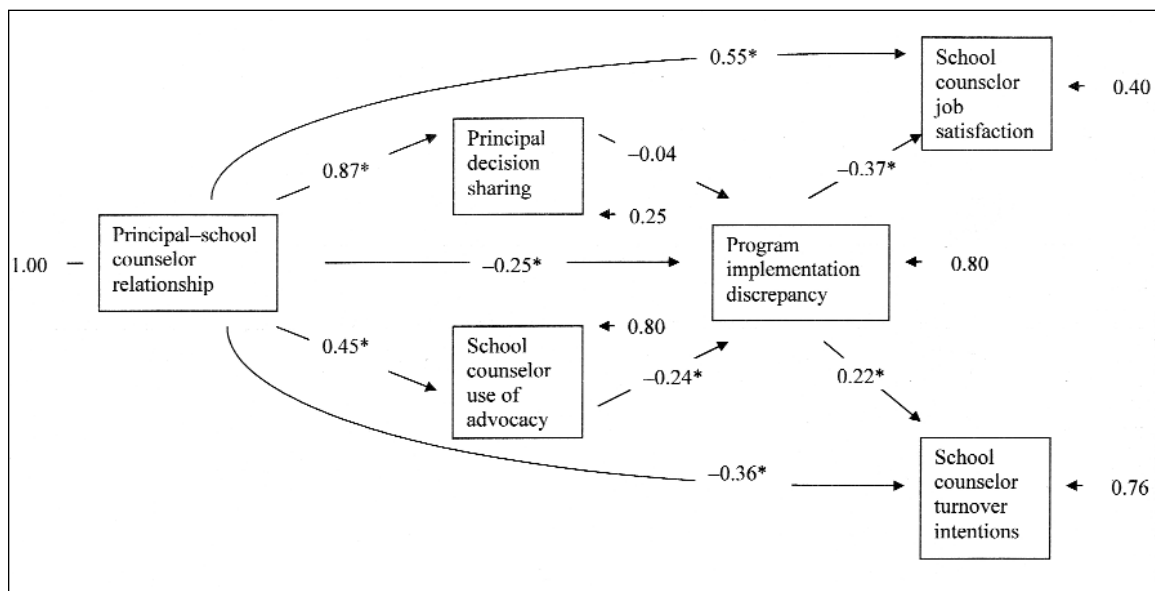 0.55*
School
counselor
job
satisfaction
0.40
Principal
decision
sharing
0.87*
−0.04
−0.37*
0.25
Principal–school
counselor
relationship
1.00
−0.25*
Program
implementation
discrepancy
0.80
0.45*
School
counselor
use of
advocacy
0.80
−0.24*
0.22*
−0.36*
School
counselor
turnover
intentions
0.76